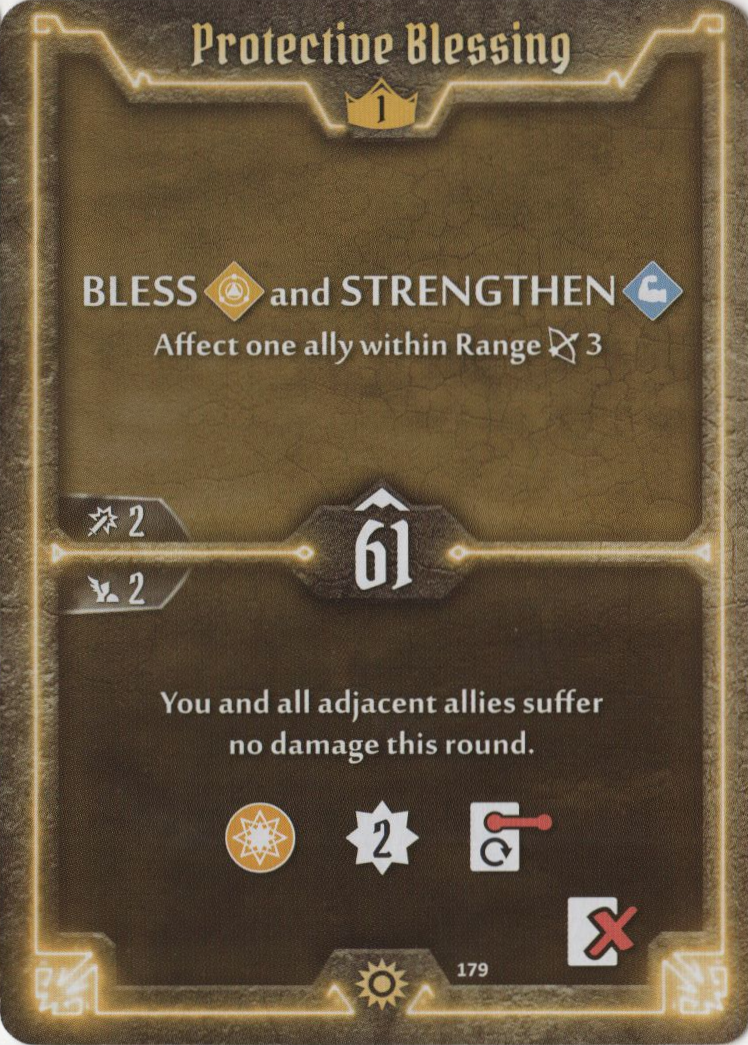 Protective Blessing
1
BLESS and STRENGTHEN
Affect one ally within Range 3
2
61
2
You and all adjacent allies suffer
no damage this round.
2
179